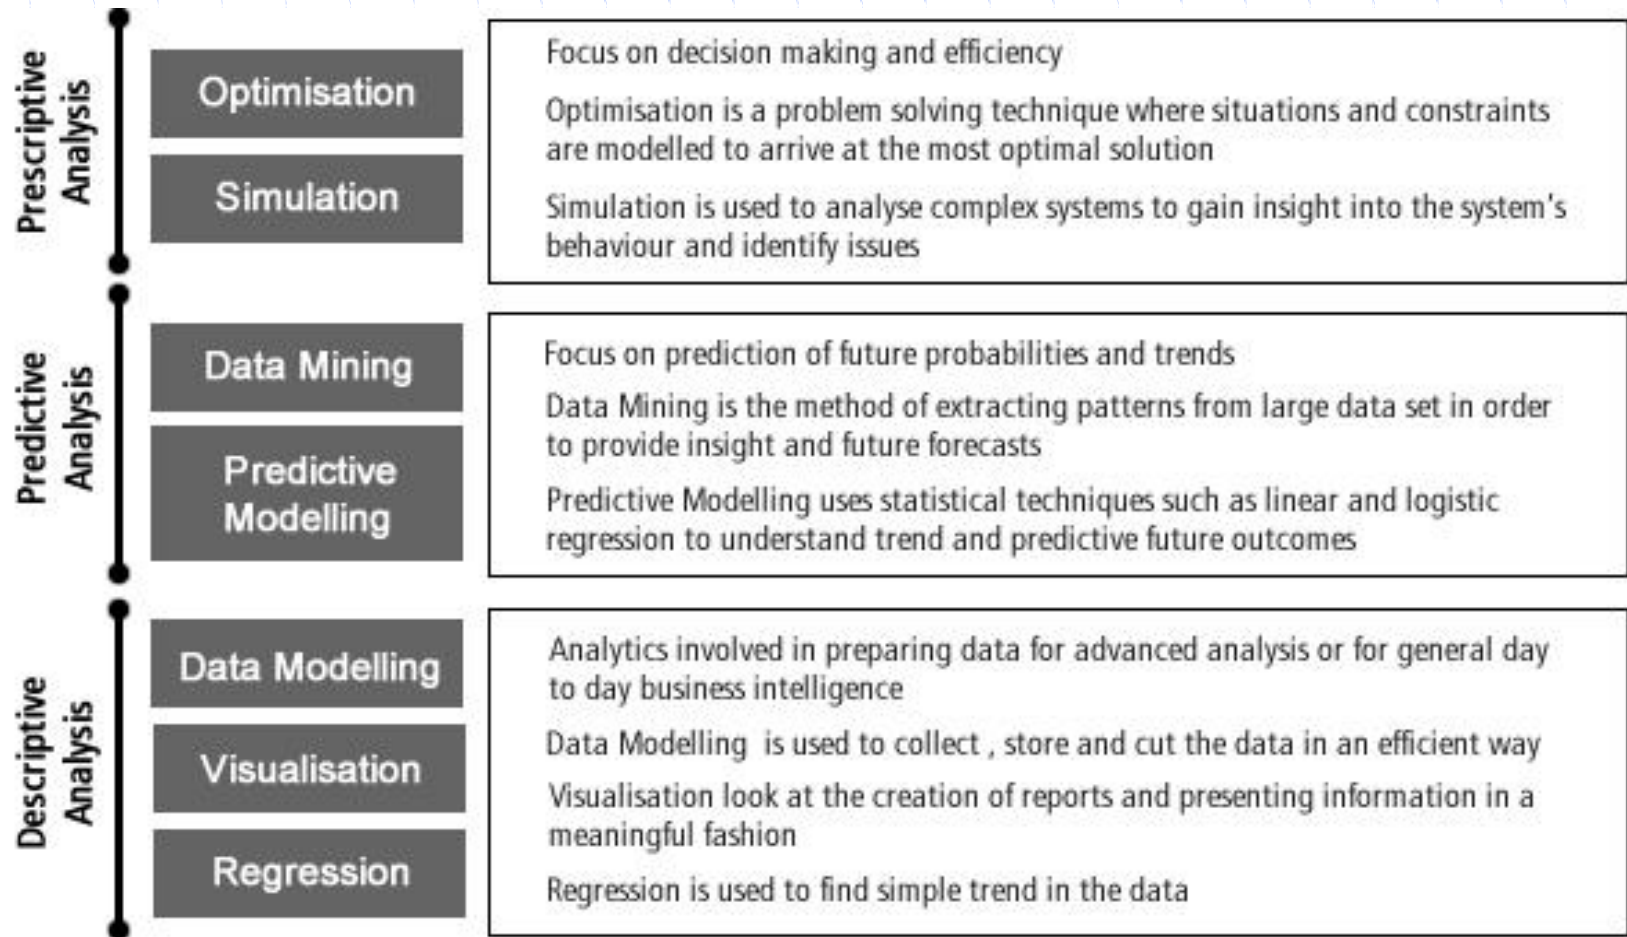 Prescriptive
Analysis
Optimisation
Simulation
Focus on decision making and efficiency
Optimisation is a problem solving technique where situations and constraints
are modelled to arrive at the most optimal solution
Simulation is used to analyse complex systems to gain insight into the system's
behaviour and identify issues
Predictive
Analysis
Data Mining
Predictive
Modelling
Focus on prediction of future probabilities and trends
Data Mining is the method of extracting patterns from large data set in order
to provide insight and future forecasts
Predictive Modelling uses statistical techniques such as linear and logistic
regression to understand trend and predictive future outcomes
Descriptive
Analysis
Data Modelling
Visualisation
Regression
Analytics involved in preparing data for advanced analysis or for general day
to day business intelligence
Data Modelling  is used to collect , store and cut the data in an efficient way
Visualisation look at the creation of reports and presenting information in a
meaningful fashion
Regression is used to find simple trend in the data